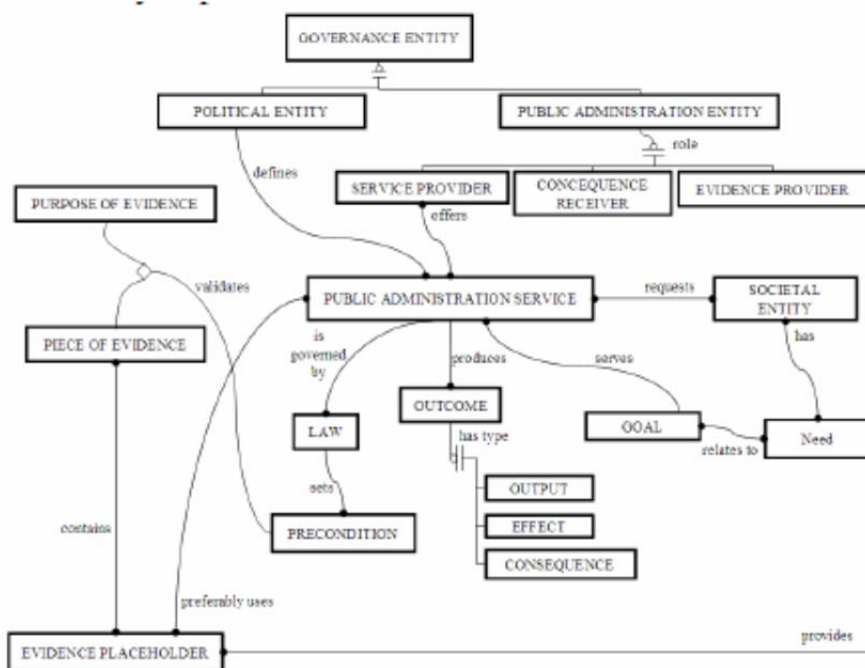 GOVERNANCE ENTITY
POLITICAL ENTITY
PUBLIC ADMINISTRATION ENTITY
role
defines
SERVICE PROVIDER
CONCEQUENCE
RECEIVER
EVIDENCE PROVIDER
PURPOSE OF EVIDENCE
offers
validates
PUBLIC ADMINISTRATION SERVICE
requests
SOCIETAL
ENTITY
PIECE OF EVIDENCE
is
governed
by
produces
serves
has
OUTCOME
LAW
GOAL
Need
has type
relates to
sets
OUTPUT
contains
PRECONDITION
EFFECT
CONSEQUENCE
preferably uses
provides
EVIDENCE PLACEHOLDER